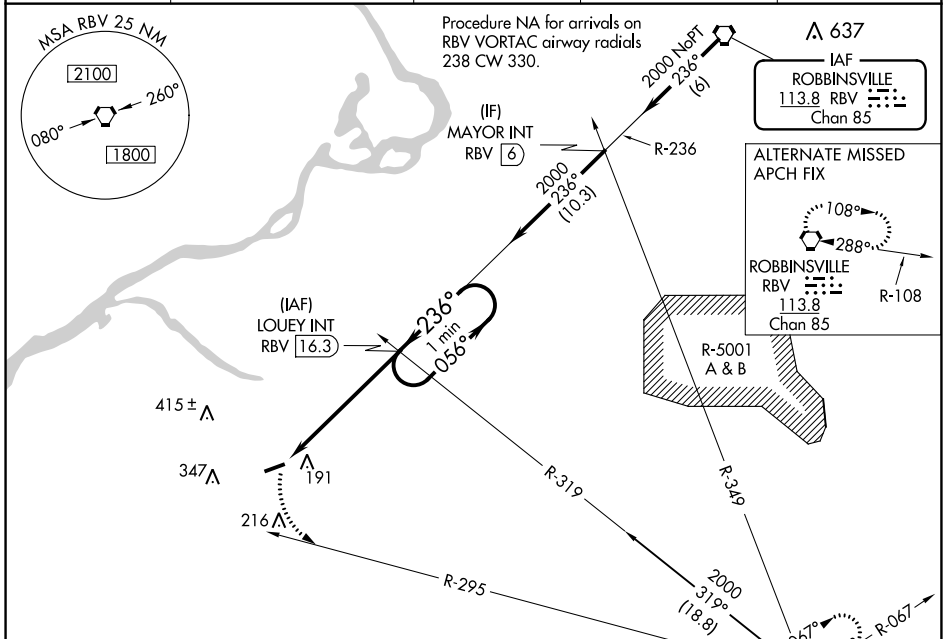 MSA RBV 25 NM
2100
260°
080°
1800
Procedure NA for arrivals on
RBV VORTAC airway radials
238 CW 330.
2000 NoPT
236°
(6)
637
IAF
ROBBINSVILLE
113.8 RBV
Chan 85
(IF)
MAYOR INT
RBV 6
R-236
2000
236°
(10.3)
ALTERNATE MISSED
APCH FIX
108°
288°
ROBBINSVILLE
RBV
113.8
Chan 85
R-108
(IAF)
LOUEY INT
RBV 16.3
236°
1 min
056°
R-5001
A & B
415 ±
347
191
216
R-319
R-349
R-295
2000
319°
(18.8)
067°
R-067